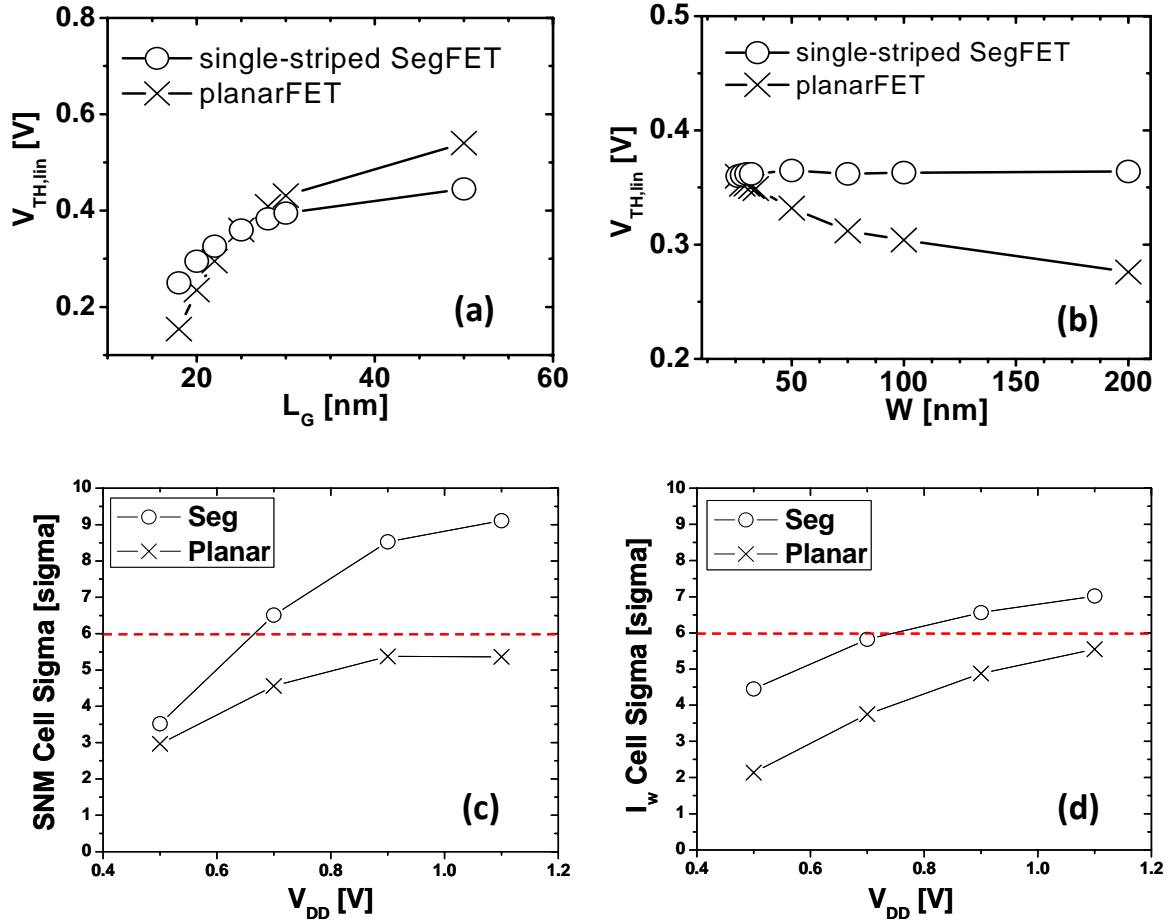 0.8
0.6
0.4
0.2
V_TH,lin [V]
single-striped SegFET
planarFET
(a)
20
40
60
L_G [nm]
0.5
0.4
0.3
0.2
V_TH,lin [V]
single-striped SegFET
planarFET
(b)
50
100
150
200
W [nm]
10
9
8
7
6
5
4
3
2
1
0
SNM Cell Sigma [sigma]
Seg
Planar
(c)
0.4
0.6
0.8
1.0
1.2
V_DD [V]
10
9
8
7
6
5
4
3
2
1
0
I_w Cell Sigma [sigma]
Seg
Planar
(d)
0.4
0.6
0.8
1.0
1.2
V_DD [V]